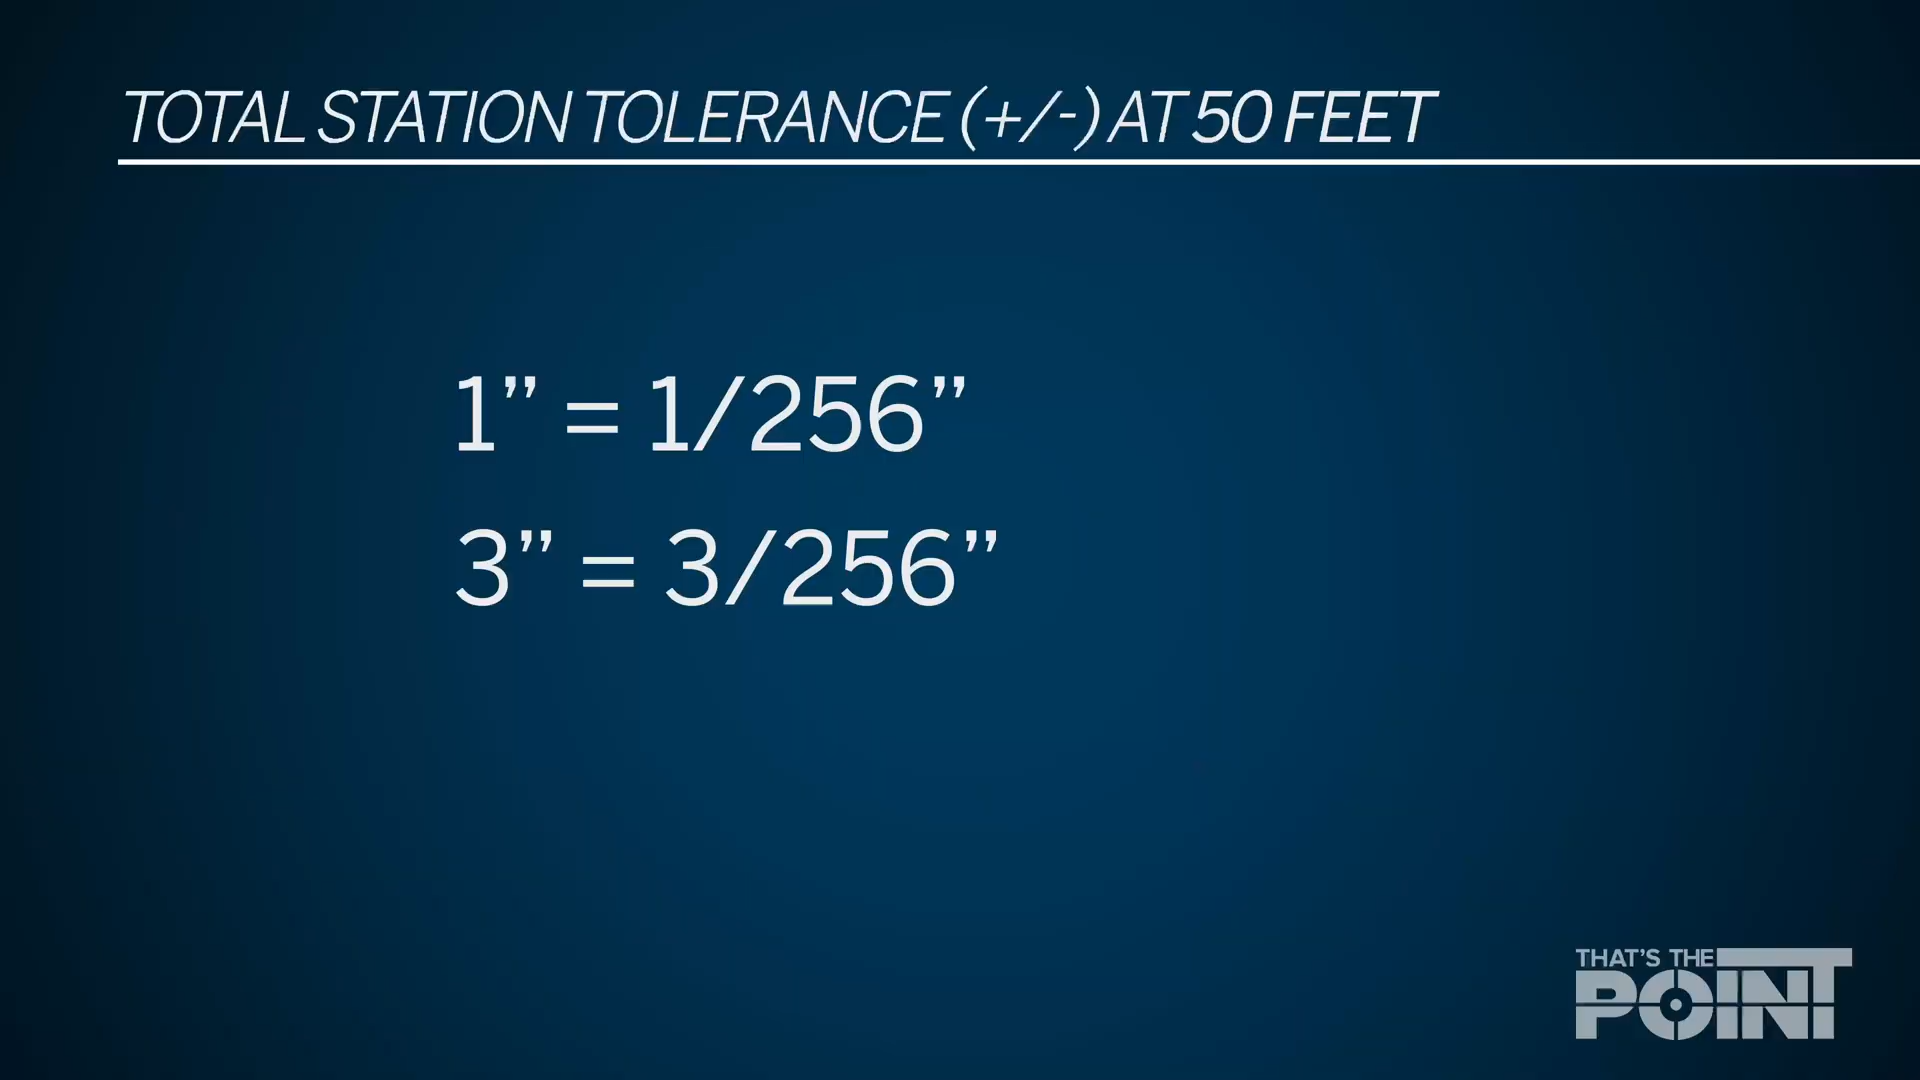 TOTAL STATION TOLERANCE (+/-) AT 50 FEET
1” = 1/256”
3” = 3/256”
THAT'S THE
POINT